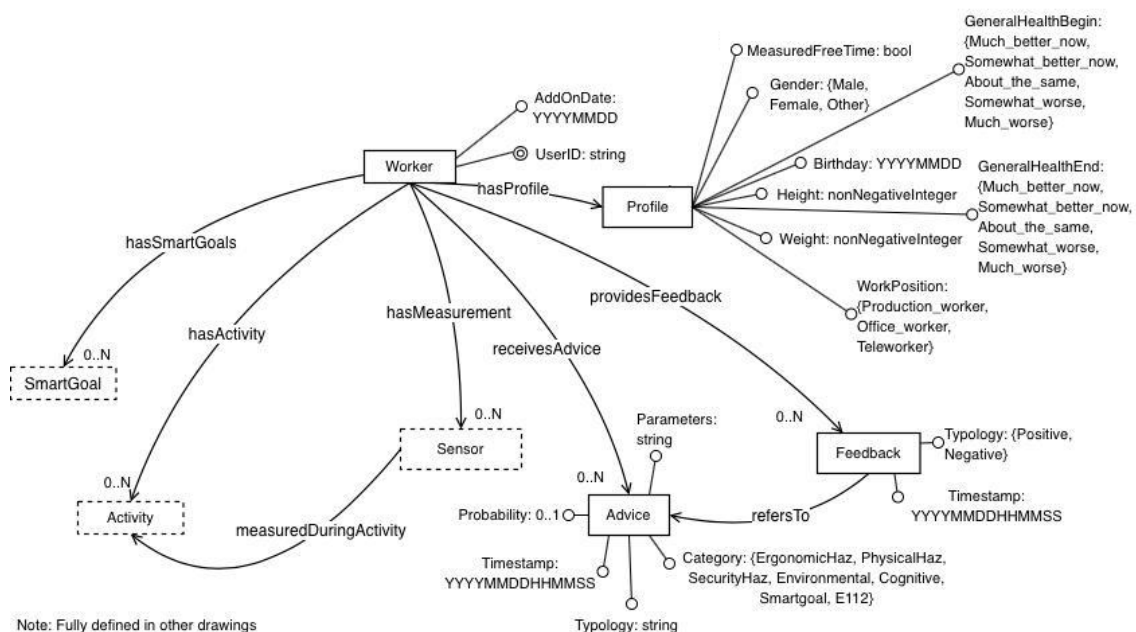 GeneralHealthBegin:
{Much_better_now,
Somewhat_better_now,
About_the_same,
Somewhat_worse,
Much_worse}
MeasuredFreeTime: bool
Gender: {Male,
Female, Other}
AddOnDate:
YYYYMMDD
UserID: string
Worker
hasProfile
Profile
Birthday: YYYYMMDD
Height: nonNegativeInteger
Weight: nonNegativeInteger
GeneralHealthEnd:
{Much_better_now,
Somewhat_better_now,
About_the_same,
Somewhat_worse,
Much_worse}
WorkPosition:
{Production_worker,
Office_worker,
Teleworker}
hasSmartGoals
hasActivity
hasMeasurement
receivesAdvice
providesFeedback
0..N
SmartGoal
0..N
Sensor
0..N
Activity
measuredDuringActivity
0..N
Advice
Parameters:
string
Probability: 0..1
Timestamp:
YYYYMMDDHHMMSS
Typology: string
Category: {ErgonomicHaz, PhysicalHaz,
SecurityHaz, Environmental, Cognitive,
Smartgoal, E112}
refersTo
0..N
Feedback
Typology: {Positive,
Negative}
Timestamp:
YYYYMMDDHHMMSS
Note: Fully defined in other drawings